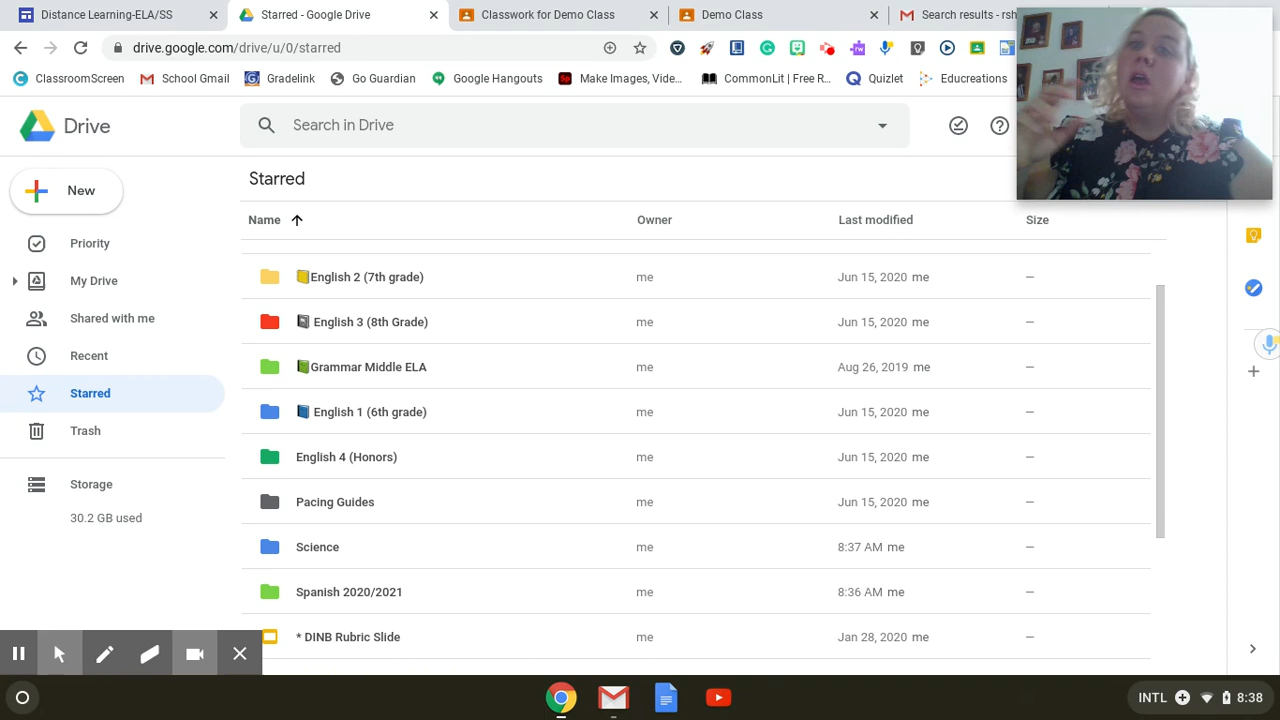 Distance Learning-ELA/SS
Starred - Google Drive
Classwork for Demo Class
Demo Class
Search results - rsh
drive.google.com/drive/u/0/starred
ClassroomScreen
School Gmail
Gradelink
Go Guardian
Google Hangouts
Make Images, Vide...
CommonLit | Free R...
Quizlet
Educreations
Drive
Search in Drive
New
Starred
Name
Owner
Last modified
Size
Priority
My Drive
Shared with me
Recent
Starred
Trash
Storage
30.2 GB used
English 2 (7th grade) me Jun 15, 2020 me —
English 3 (8th Grade) me Jun 15, 2020 me —
Grammar Middle ELA me Aug 26, 2019 me —
English 1 (6th grade) me Jun 15, 2020 me —
English 4 (Honors) me Jun 15, 2020 me —
Pacing Guides me Jun 15, 2020 me —
Science me 8:37 AM me —
Spanish 2020/2021 me 8:36 AM me —
* DINB Rubric Slide me Jan 28, 2020 me —
INTL 8:38